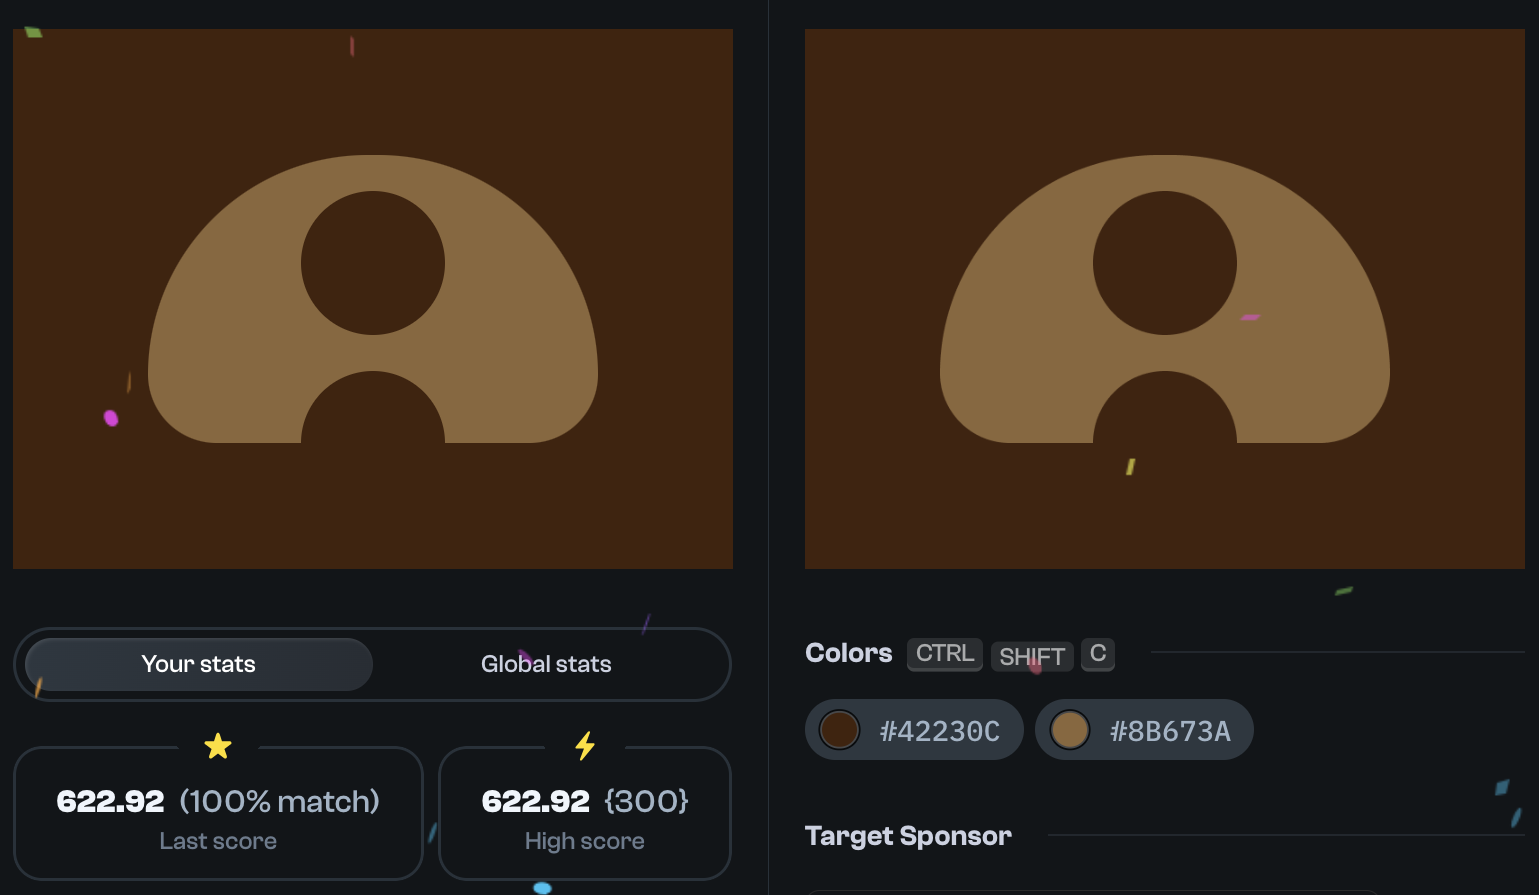 Your stats
Global stats
622.92 (100% match)
Last score
622.92 {300}
High score
Colors CTRL SHIFT C
#42230C
#8B673A
Target Sponsor